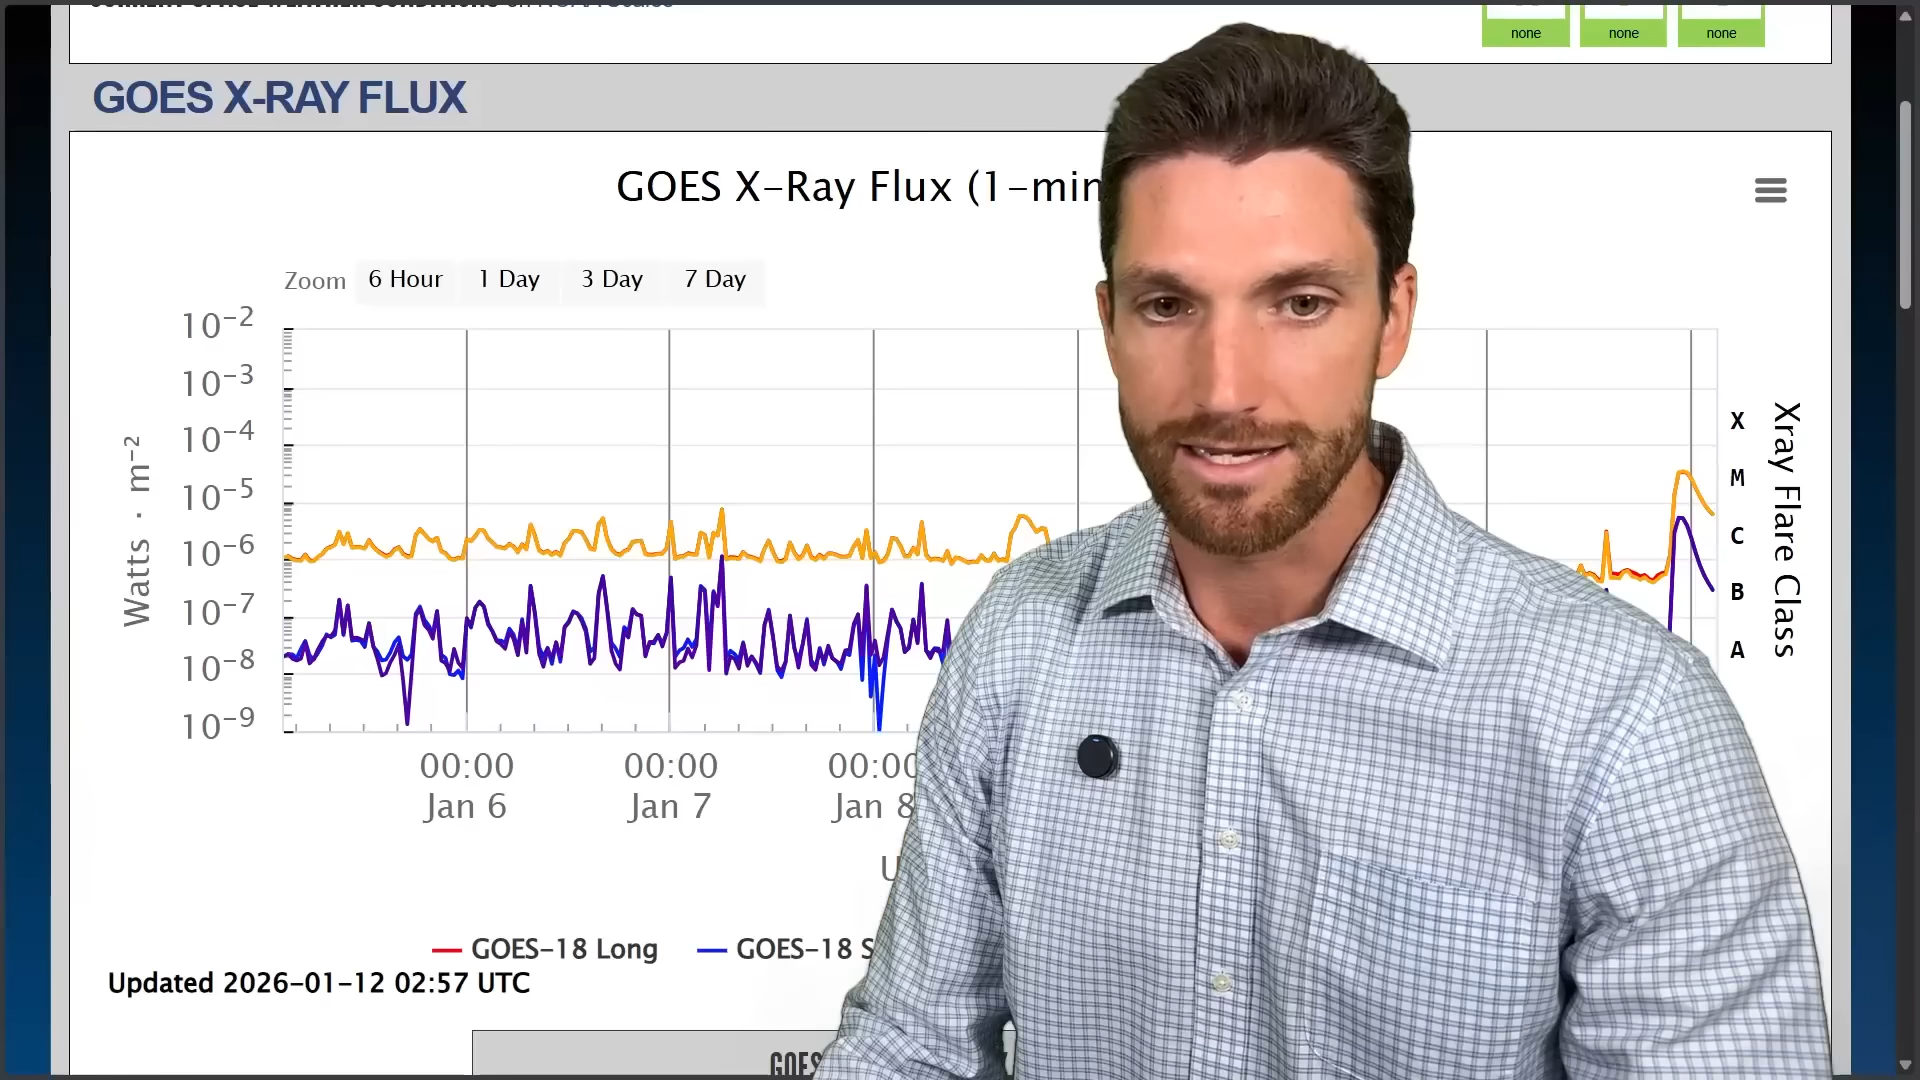 none none none
GOES X-RAY FLUX
GOES X-Ray Flux (1-min
Zoom 6 Hour 1 Day 3 Day 7 Day
10⁻²
10⁻³
10⁻⁴
10⁻⁵
10⁻⁶
10⁻⁷
10⁻⁸
10⁻⁹
Watts · m⁻²
X
M
C
B
A
Xray Flare Class
00:00 00:00 00:00
Jan 6 Jan 7 Jan 8
U
GOES-18 Long GOES-18 S
Updated 2026-01-12 02:57 UTC
GOES